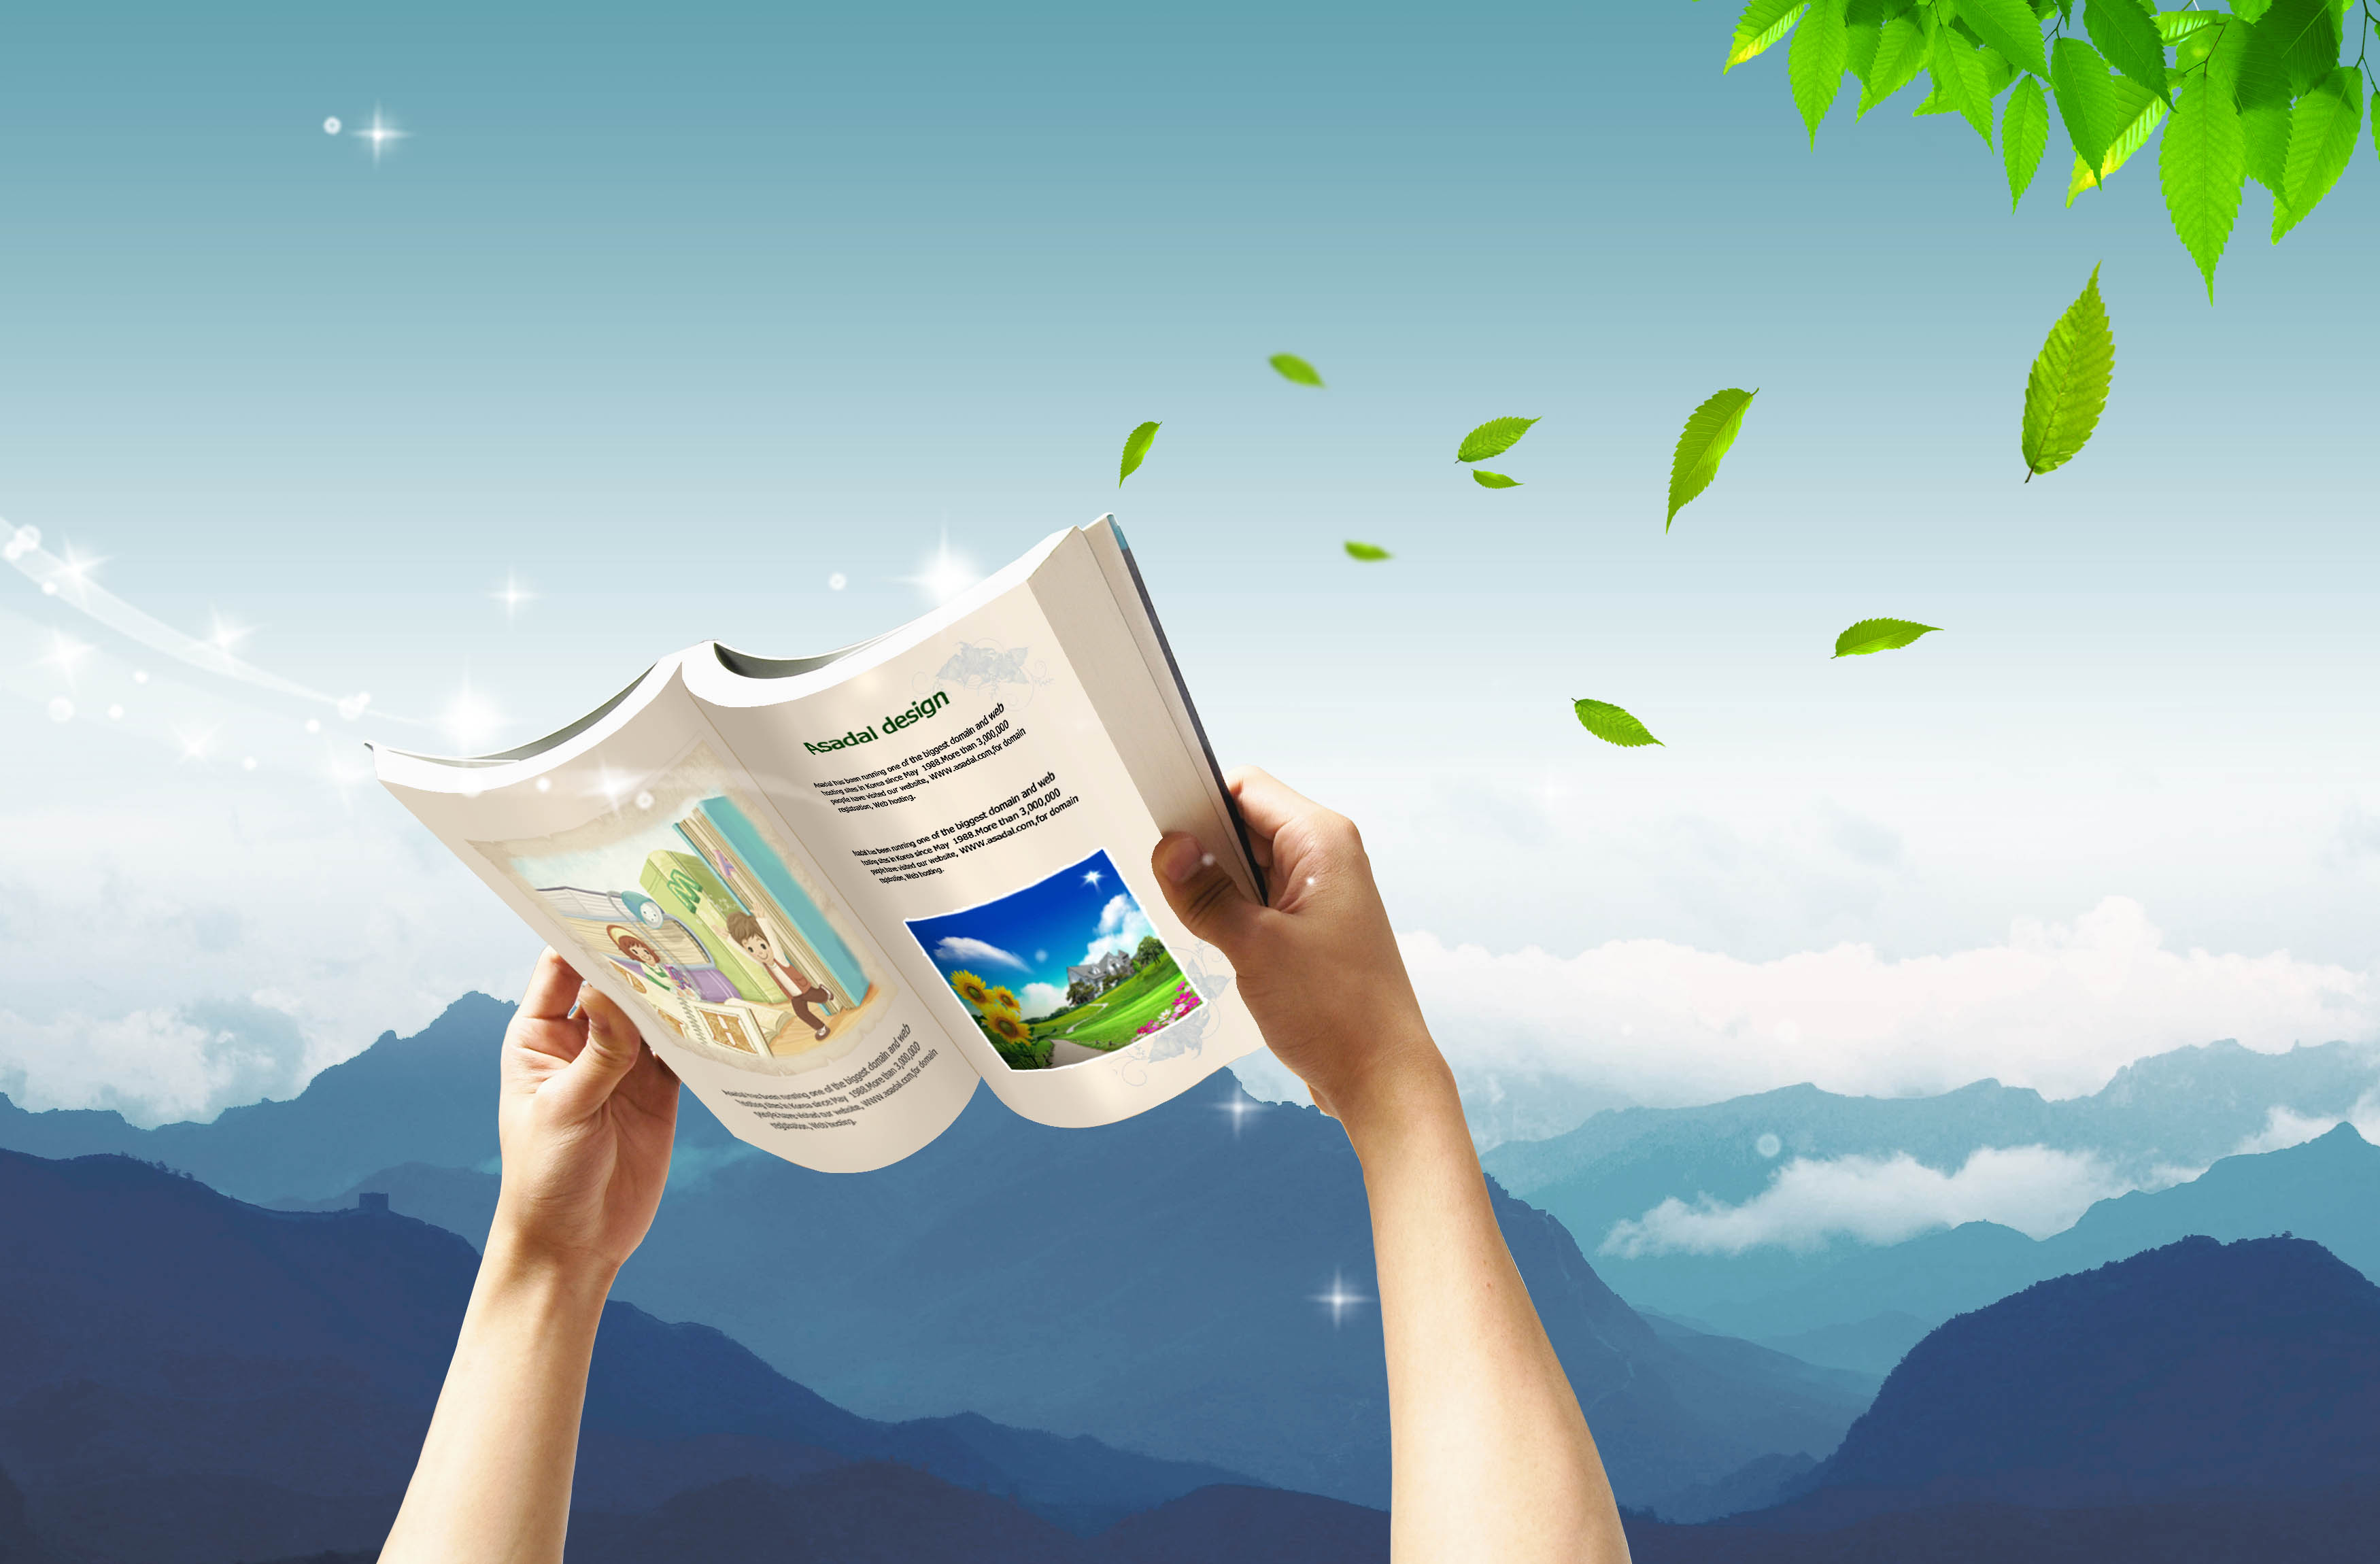 Asadal has been running one of the biggest domain and web
hosting sites in Korea since May 1988.More than 3,000,000
people have visited our website, www.asadal.com,for domain
registration, Web hosting.
Asadal design
Asadal has been running one of the biggest domain and web
hosting sites in Korea since May 1988.More than 3,000,000
people have visited our website, WWW.asadal.com,for domain
registration, Web hosting.
Asadal has been running one of the biggest domain and web
hosting sites in Korea since May 1988.More than 3,000,000
people have visited our website, WWW.asadal.com,for domain
registration, Web hosting.